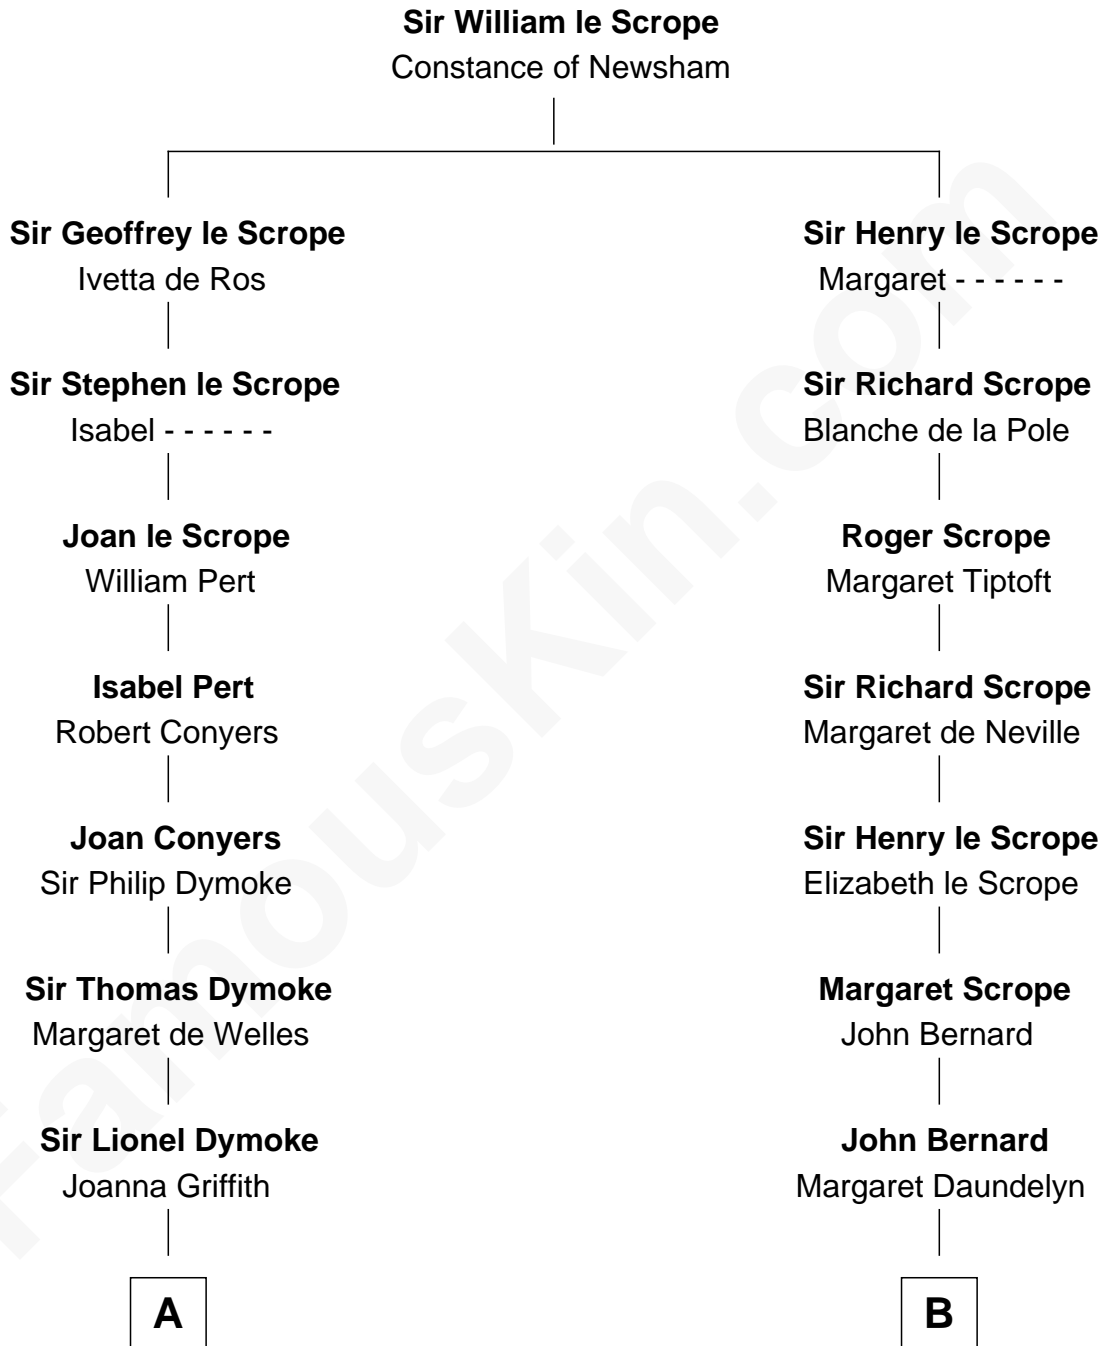 Sir William le Scrope
Constance of Newsham
Sir Geoffrey le Scrope
Ivetta de Ros
Sir Henry le Scrope
Margaret - - - - - -
Sir Stephen le Scrope
Isabel - - - - - -
Sir Richard Scrope
Blanche de la Pole
Joan le Scrope
William Pert
Roger Scrope
Margaret Tiptoft
Isabel Pert
Robert Conyers
Sir Richard Scrope
Margaret de Neville
Joan Conyers
Sir Philip Dymoke
Sir Henry le Scrope
Elizabeth le Scrope
Sir Thomas Dymoke
Margaret de Welles
Margaret Scrope
John Bernard
Sir Lionel Dymoke
Joanna Griffith
John Bernard
Margaret Daundelyn
A
B
FamousKin.com